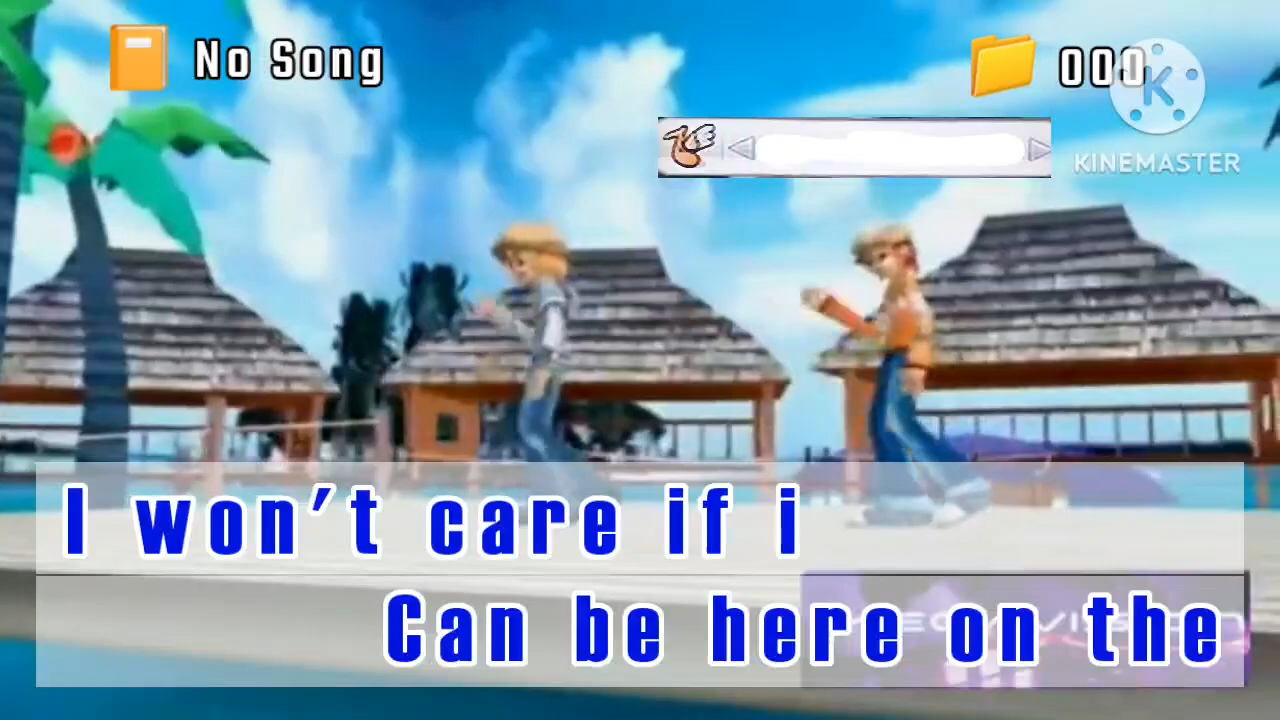 No Song
000
KINEMASTER
I won't care if i
Can be here on the